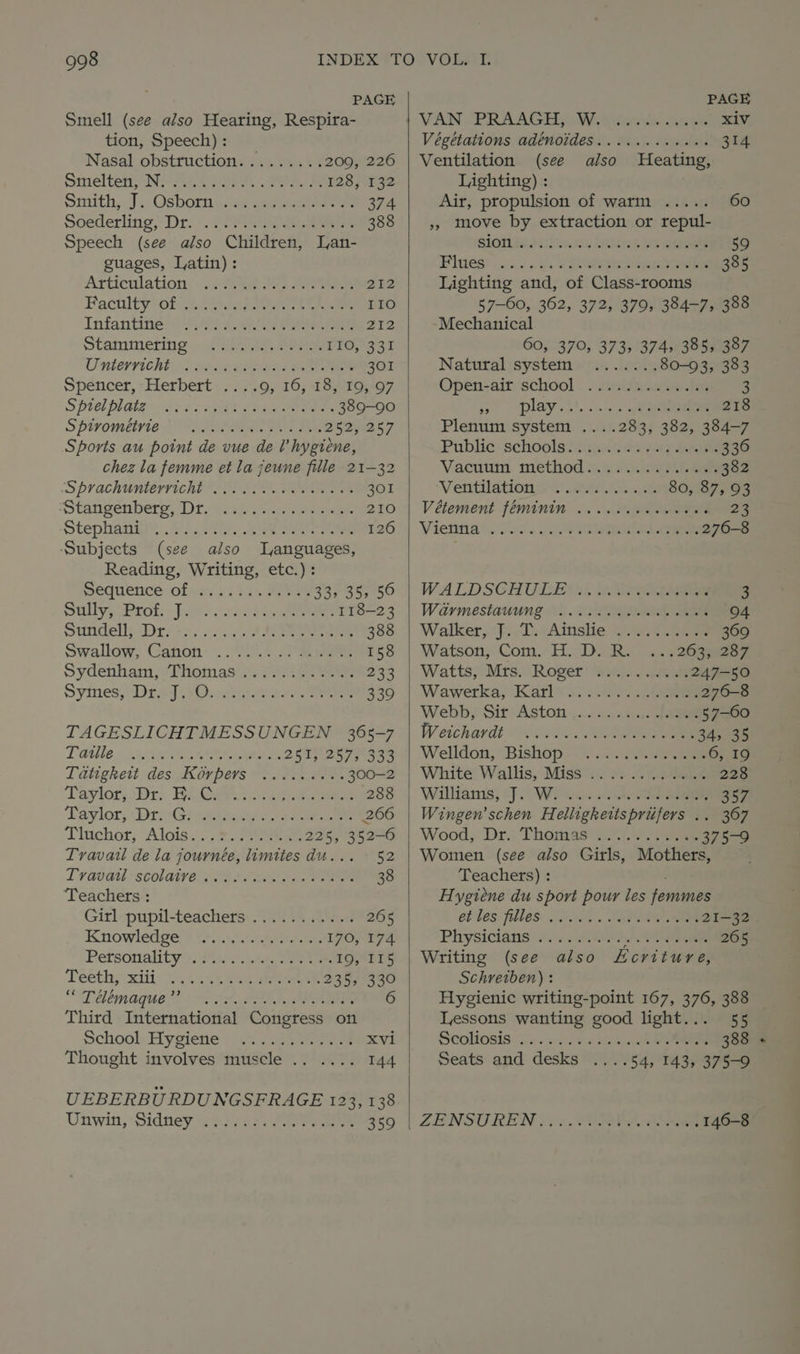 998 INDEX TO VOL. I.
PAGE
Smell (see also Hearing, Respira-
tion, Speech):
Nasal obstruction.........209, 226
Smelten, N. ................128, 132
Smith, J. Osborn .............. 374
Soederling, Dr. ................ 388
Speech (see also Children, Lan-
guages, Latin):
Articulation ................ 212
Faculty of .................. 110
Infantine .................. 212
Stammering ..............110, 331
Unterricht .................. 301
Spencer, Herbert ....9, 16, 18, 19, 97
Spielplatz ...................389-90
Spirométrie ................252, 257
Sports au point de vue de l'hygiène,
chez la femme et la jeune fille 21-32
Sprachunterricht ............... 301
Stangenberg, Dr. ............... 210
Stephani ...................... 126
Subjects (see also Languages,
Reading, Writing, etc.):
Sequence of .............33, 35, 56
Sully, Prof. J. ...............118-23
Sundell, Dr. ................... 388
Swallow, Canon ................ 158
Sydenham, Thomas ............. 233
Symes, Dr. J. O. ............... 339
TAGESLICHTMESSUNGEN 365-7
Taille ...................251, 257, 333
Tätigkeit des Körpers .........300-2
Taylor, Dr. E. C. ............... 288
Taylor, Dr. G. ................. 266
Tluchor, Alois..............225, 352-6
Travail de la journée, limites du... 52
Travail scolaire ................ 38
Teachers :
Girl pupil-teachers ............ 265
Knowledge ...............170, 174
Personality ................19, 115
Teeth, xiii ..................235, 330
“ Télémaque ” ................. 6
Third International Congress on
School Hygiene .............. xvi
Thought involves muscle .. .... 144
UEBERBÜRDUNGSFRAGE 123, 138
Unwin, Sidney ................. 359
PAGE
VAN PRAAGH, W. ............ xiv
Végétations adénoïdes............ 314
Ventilation (see also Heating,
Lighting) :
Air, propulsion of warm ..... 60
„ move by extraction or repul-
sion ...................... 59
Flues ....................... 385
Lighting and, of Class-rooms
57-60, 362, 372, 379, 384-7, 388
Mechanical
60, 370, 373, 374, 385, 387
Natural system .......80-93, 383
Open-air school .............. 3
„ play................... 218
Plenum system ....283, 382, 384-7
Public schools.................336
Vacuum method...............382
Ventilation ............ 80, 87, 93
Vêtement féminin .............. 23
Vienna ......................276-8
WALDSCHULE ................ 3
Wärmestauung ................ 94
Walker, J. T. Ainslie .......... 369
Watson, Com. H. D. R. ...263, 287
Watts, Mrs. Roger ..........247-50
Wawerka, Karl ..............276-8
Webb, Sir Aston ..............57-60
Weichardt ....................34, 35
Welldon, Bishop ..............6, 19
White Wallis, Miss ............. 228
Williams, J. W. ................ 357
Wingen'schen Helligkeitsprüfers .. 367
Wood, Dr. Thomas ...........375-9
Women (see also Girls, Mothers,
Teachers) :
Hygiène du sport pour les femmes
et les filles ..................21-32
Physicians ................... 265
Writing (see also Écriture,
Schreiben) :
Hygienic writing-point 167, 376, 388
Lessons wanting good light... 55
Scoliosis ..................... 388
Seats and desks ....54, 143, 375-9
ZENSUREN...................146-8